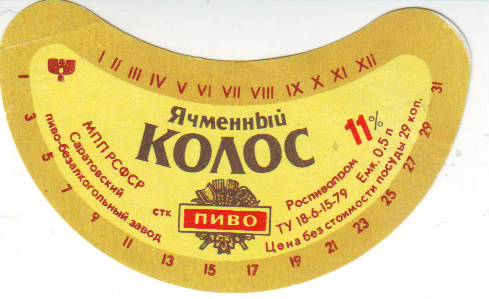 I II III IV V VI VII VIII IX X XI XII
Ячменный
КОЛОС
11%
МПП РСФСР
Саратовский
пиво-безалкогольный завод
стк
ПИВО
Роспивопром Емк. 0,5 л
ТУ 18-6-15-79
Цена без стоимости посуды 29 коп.
1 3 5 7 9 11 13 15 17 19 21 23 25 27 29 31